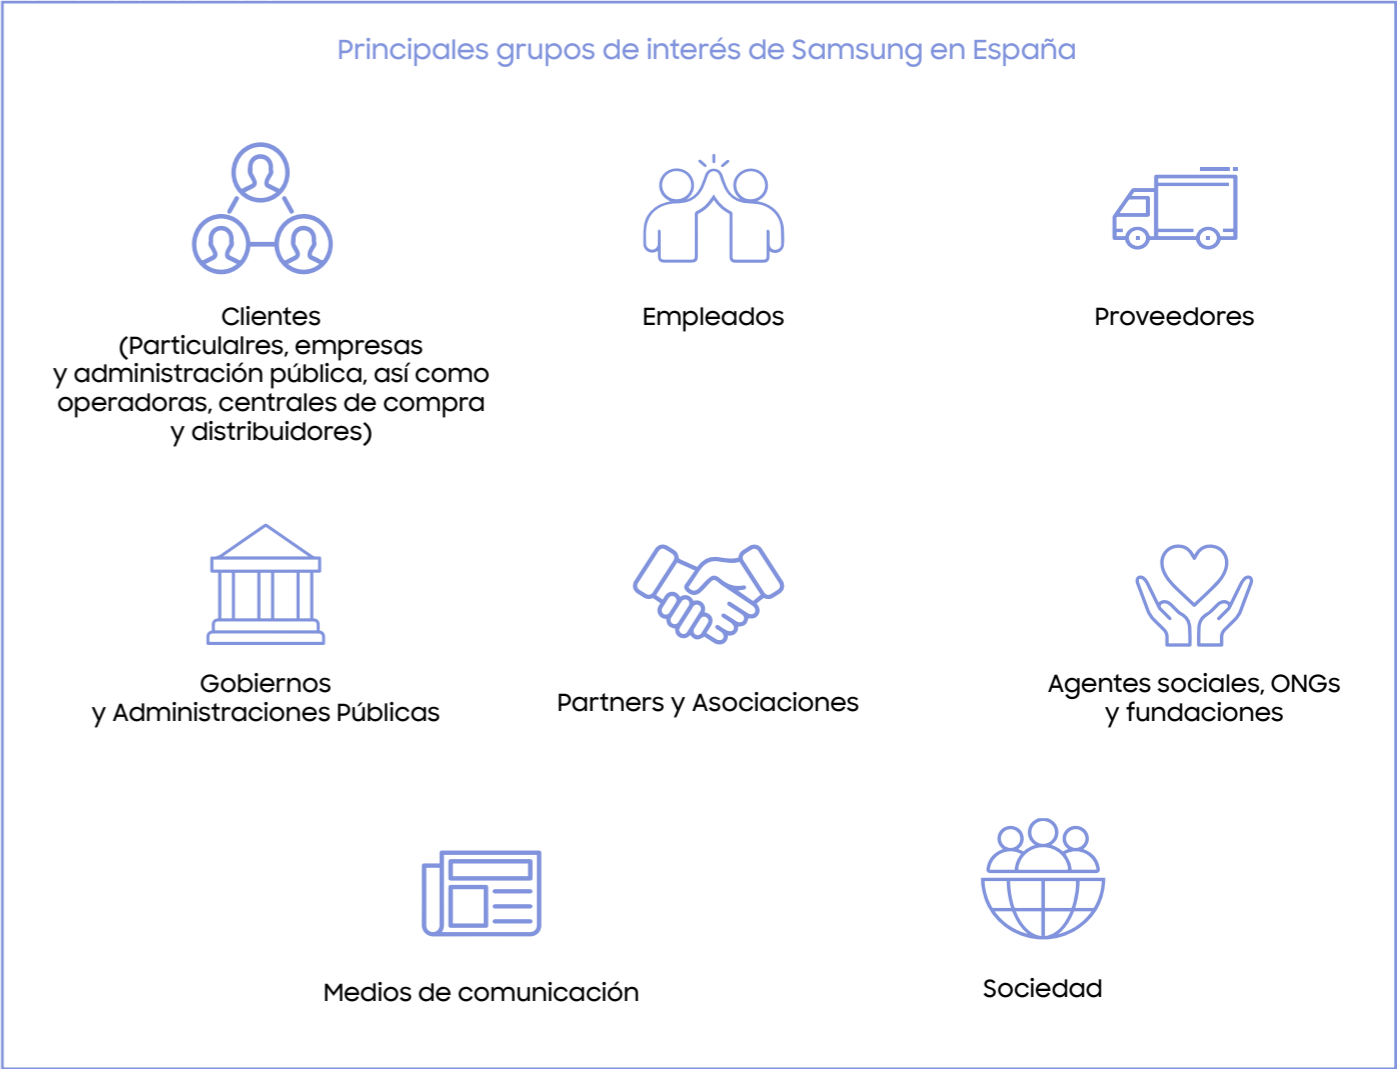 Principales grupos de interés de Samsung en España
Clientes
(Particulalres, empresas
y administración pública, así como
operadoras, centrales de compra
y distribuidores)
Empleados
Proveedores
Gobiernos
y Administraciones Públicas
Partners y Asociaciones
Agentes sociales, ONGs
y fundaciones
Medios de comunicación
Sociedad